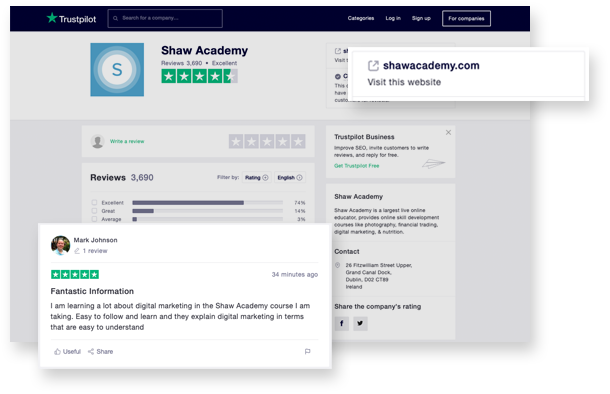 Trustpilot
Search for a company...
Categories
Log in
Sign up
For companies
S
Shaw Academy
Reviews 3,690 • Excellent
shawacademy.com
Visit this website
Write a review
Reviews 3,690
Filter by: Rating English
Excellent 74%
Great 14%
Average 3%
Trustpilot Business
Improve SEO, invite customers to write
reviews, and reply for free.
Get Trustpilot Free
Shaw Academy
Shaw Academy is a largest live online
educator, provides online skill development
courses like photography, financial trading,
digital marketing, & nutrition.
Contact
26 Fitzwilliam Street Upper,
Grand Canal Dock,
Dublin, D02 CT89
Ireland
Share the company's rating
Mark Johnson
1 review
34 minutes ago
Fantastic Information
I am learning a lot about digital marketing in the Shaw Academy course I am
taking. Easy to follow and learn and they explain digital marketing in terms
that are easy to understand
Useful
Share